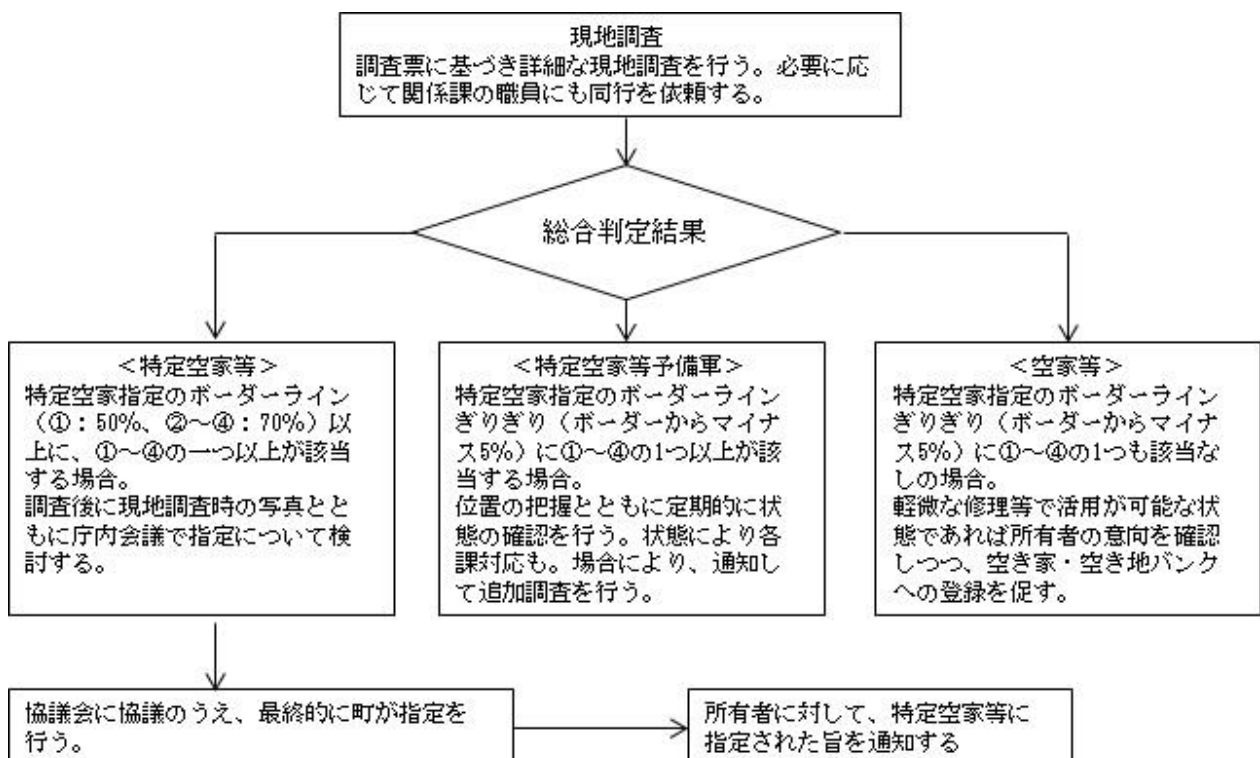 現地調査
調査票に基づき詳細な現地調査を行う。必要に応
じて関係課の職員にも同行を依頼する。
総合判定結果
＜特定空家等＞
特定空家指定のボーダーライン
（①：50%、②～④：70%）以
上に、①～④の一つ以上が該当
する場合。
調査後に現地調査時の写真とと
もに庁内会議で指定について検
討する。
＜特定空家等予備軍＞
特定空家指定のボーダーライン
ぎりぎり（ボーダーからマイナ
ス5%）に①～④の1つ以上が該
当する場合。
位置の把握とともに定期的に状
態の確認を行う。状態により各
課対応も。場合により、通知し
て追加調査を行う。
＜空家等＞
特定空家指定のボーダーライン
ぎりぎり（ボーダーからマイナ
ス5%）に①～④の1つも該当な
しの場合。
軽微な修理等で活用が可能な状
態であれば所有者の意向を確認
しつつ、空き家・空き地バンク
への登録を促す。
協議会に協議のうえ、最終的に町が指定を
行う。
所有者に対して、特定空家等に
指定された旨を通知する